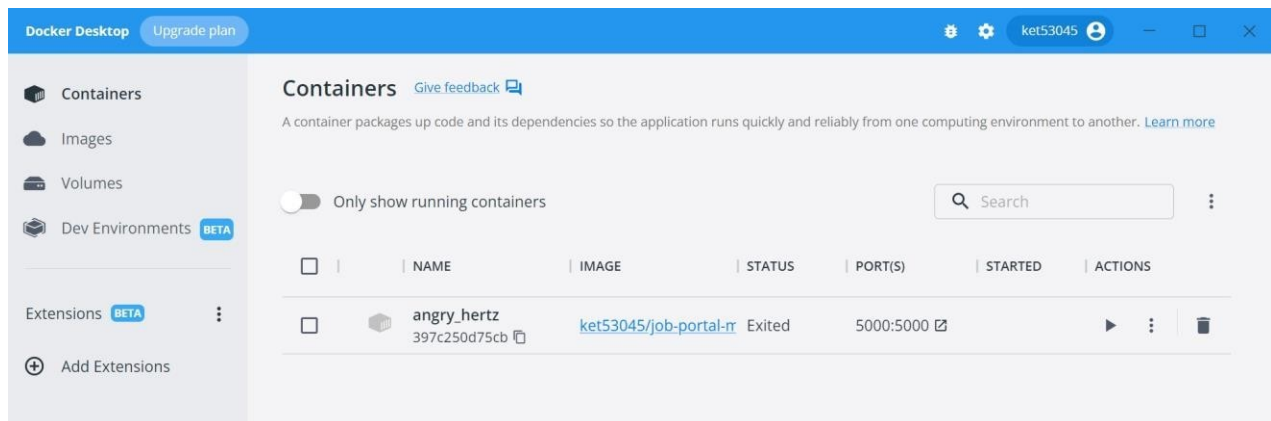 Docker Desktop Upgrade plan ket53045
Containers
Images
Volumes
Dev Environments BETA
Extensions BETA
Add Extensions
Containers Give feedback
A container packages up code and its dependencies so the application runs quickly and reliably from one computing environment to another. Learn more
Only show running containers
Search
NAME IMAGE STATUS PORT(S) STARTED ACTIONS
angry_hertz ket53045/job-portal-m Exited 5000:5000
397c250d75cb